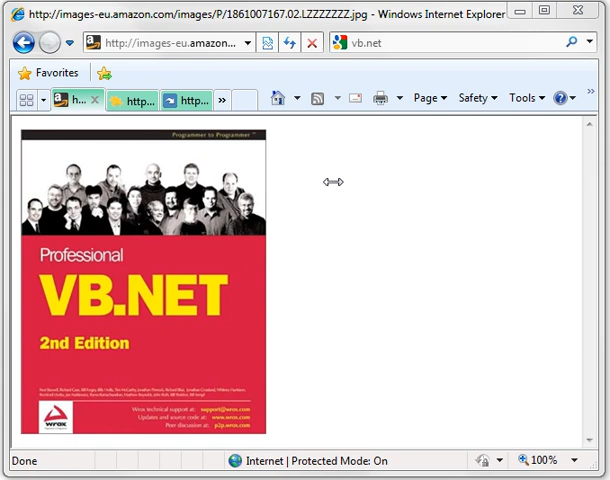 http://images-eu.amazon.com/images/P/1861007167.02.LZZZZZZZ.jpg - Windows Internet Explorer
http://images-eu.amazon...
vb.net
Favorites
h...
http...
http...
»
Page
Safety
Tools
»
Programmer to Programmer™
Professional
VB.NET
2nd Edition
Wrox technical support at: support@wrox.com
Updates and source code at: www.wrox.com
Peer discussion at: p2p.wrox.com
wrox
Done
Internet | Protected Mode: On
100%